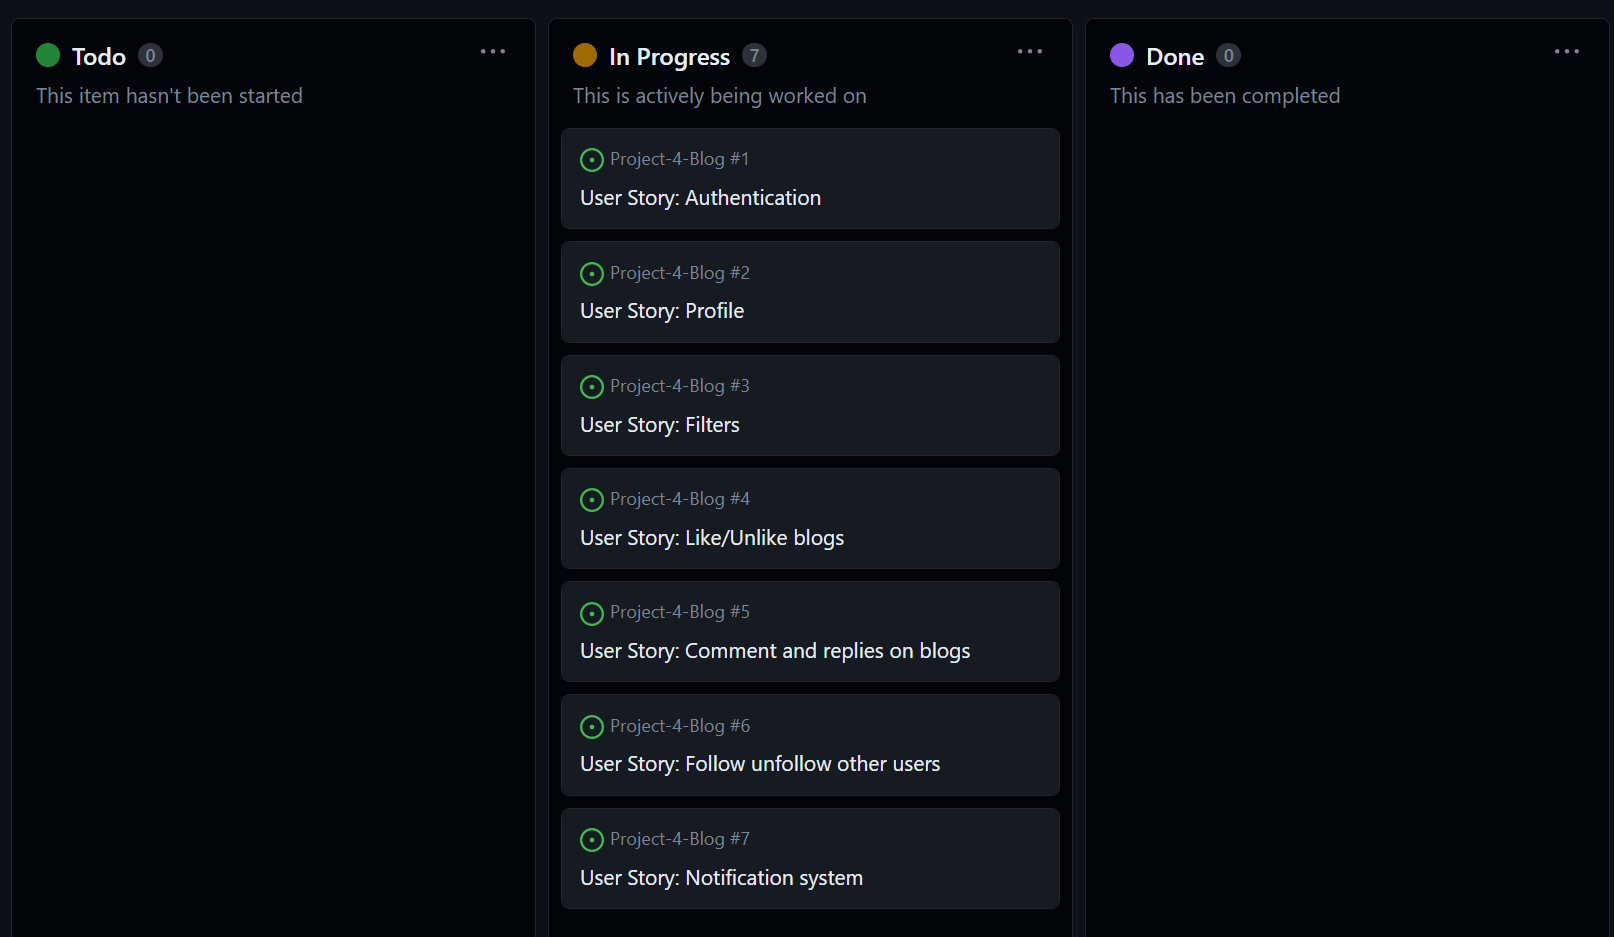 Todo 0
This item hasn't been started
In Progress 7
This is actively being worked on
Project-4-Blog #1
User Story: Authentication
Project-4-Blog #2
User Story: Profile
Project-4-Blog #3
User Story: Filters
Project-4-Blog #4
User Story: Like/Unlike blogs
Project-4-Blog #5
User Story: Comment and replies on blogs
Project-4-Blog #6
User Story: Follow unfollow other users
Project-4-Blog #7
User Story: Notification system
Done 0
This has been completed